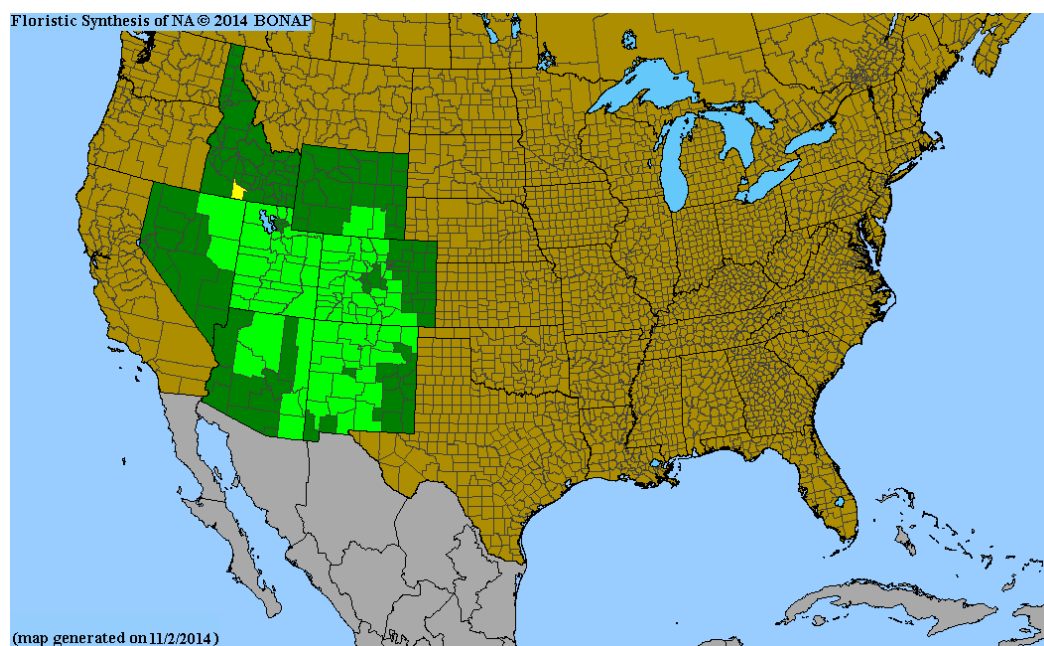 Floristic Synthesis of NA © 2014 BONAP
(map generated on 11/2/2014)